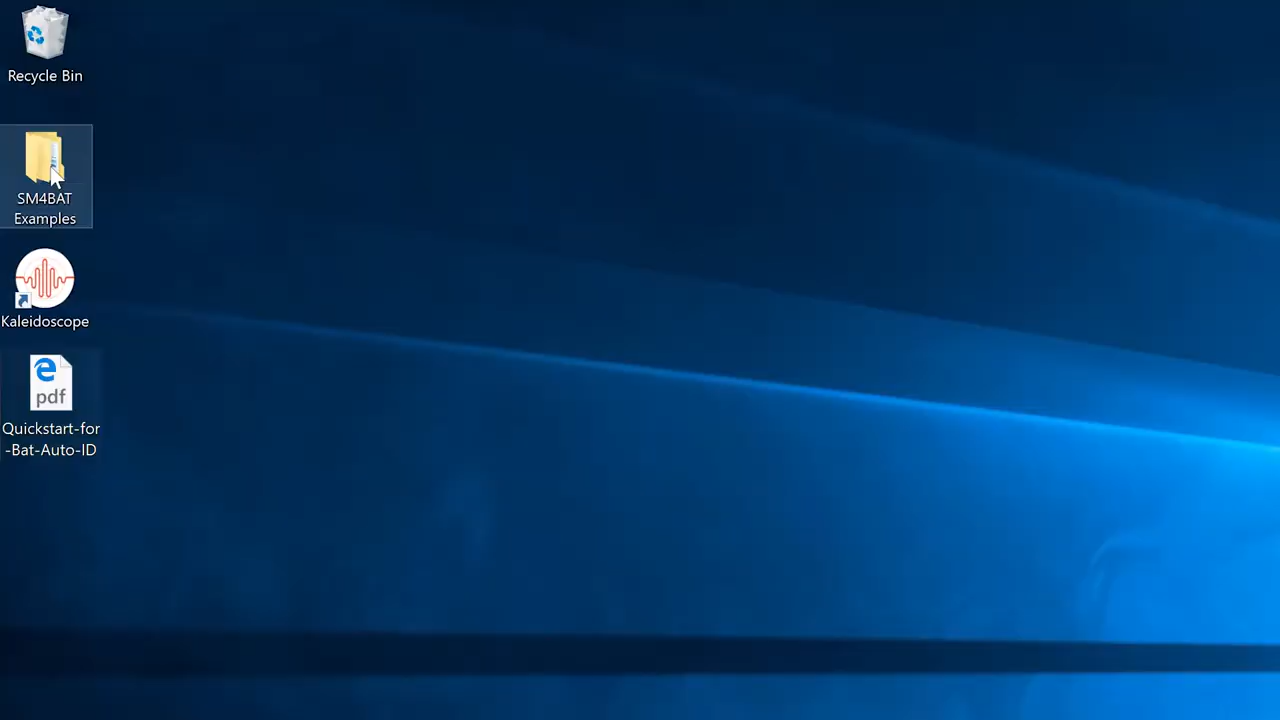 Recycle Bin
SM4BAT
Examples
Kaleidoscope
pdf
Quickstart-for
-Bat-Auto-ID